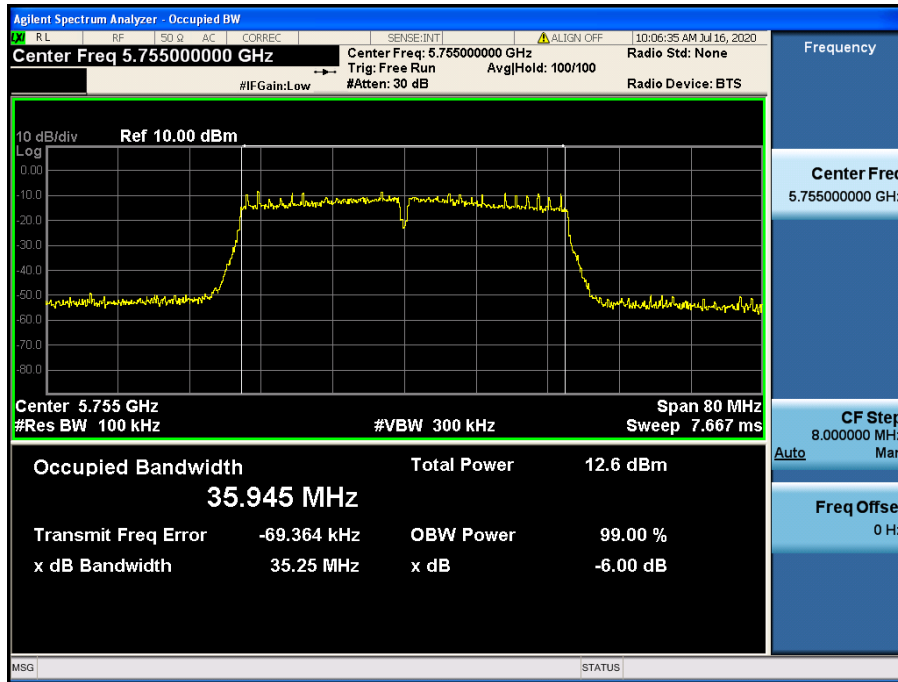 Agilent Spectrum Analyzer - Occupied BW
LXI RL RF 50 Ω AC CORREC SENSE:INT ALIGN OFF 10:06:35 AM Jul 16, 2020
Center Freq 5.755000000 GHz
Center Freq: 5.755000000 GHz
Radio Std: None
Trig: Free Run Avg|Hold: 100/100
#IFGain:Low
#Atten: 30 dB
Radio Device: BTS
10 dB/div Ref 10.00 dBm
Log
0.00
-10.0
-20.0
-30.0
-40.0
-50.0
-60.0
-70.0
-80.0
Center 5.755 GHz Span 80 MHz
#Res BW 100 kHz #VBW 300 kHz Sweep 7.667 ms
Occupied Bandwidth Total Power 12.6 dBm
35.945 MHz
Transmit Freq Error -69.364 kHz OBW Power 99.00 %
x dB Bandwidth 35.25 MHz x dB -6.00 dB
MSG STATUS
Frequency
Center Fre
5.755000000 GH
CF Step
8.000000 MH
Auto Ma
Freq Offse
0 H